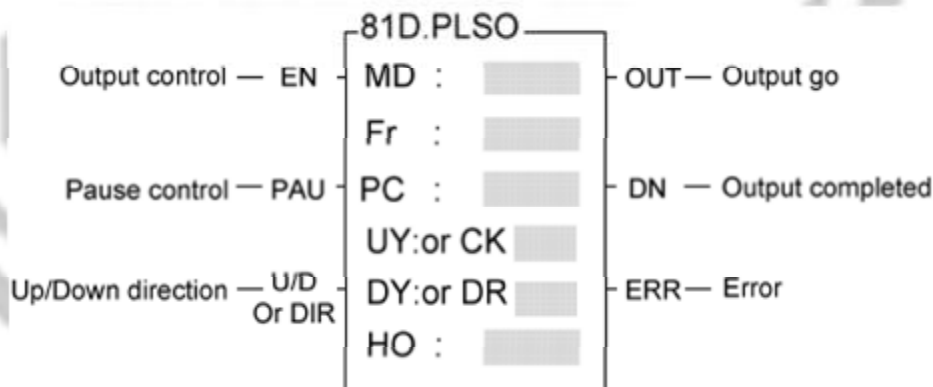 81D.PLSO
Output control — EN MD : OUT — Output go
Fr :
Pause control — PAU PC : DN — Output completed
UY:or CK
Up/Down direction — U/D DY:or DR ERR — Error
Or DIR
HO :